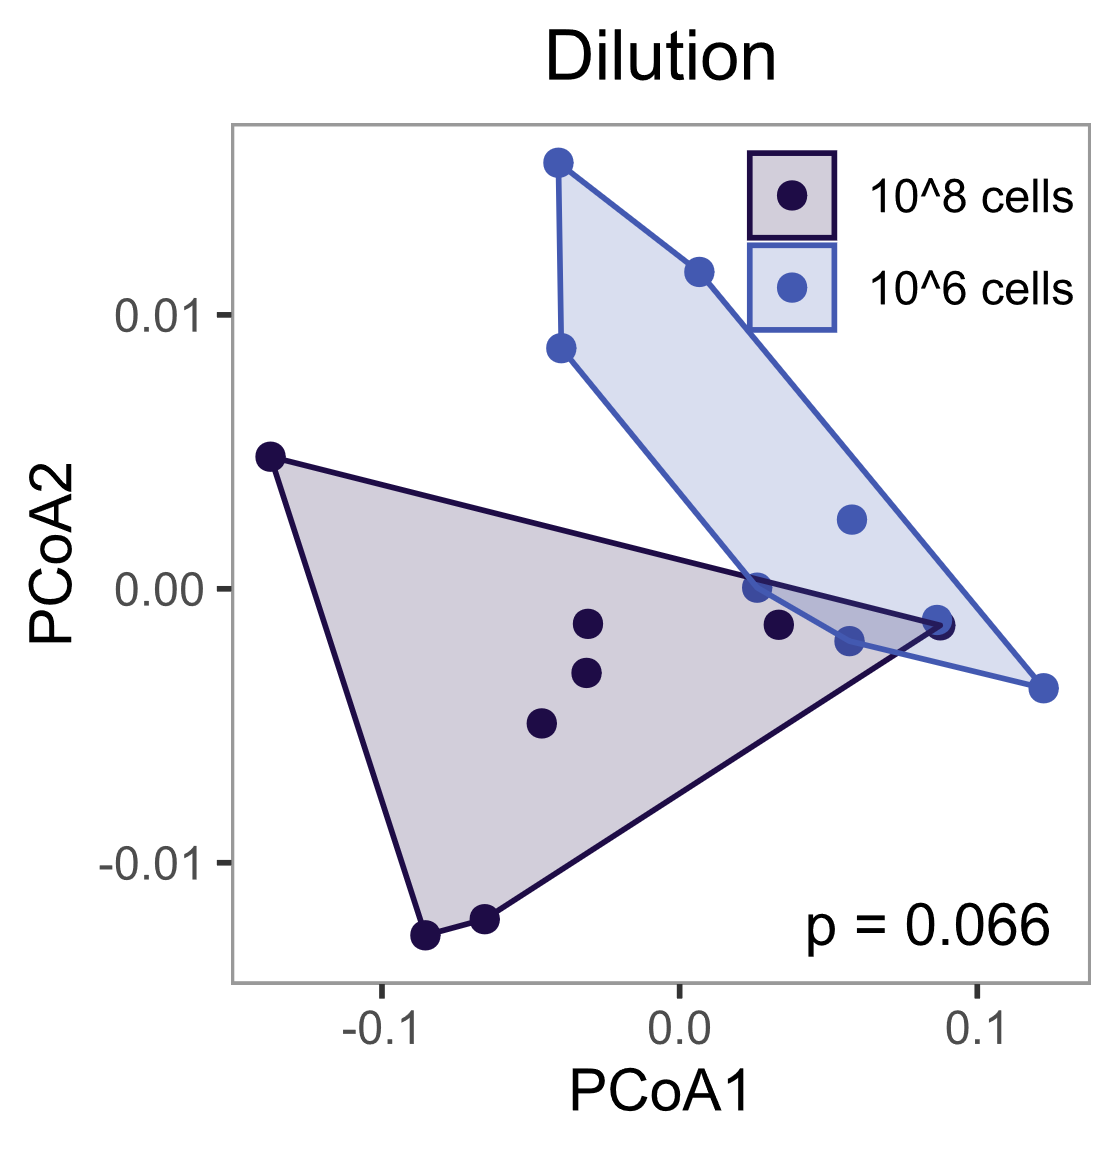 Dilution
10^8 cells
10^6 cells
0.01
0.00
-0.01
PCoA2
p = 0.066
-0.1
0.0
0.1
PCoA1